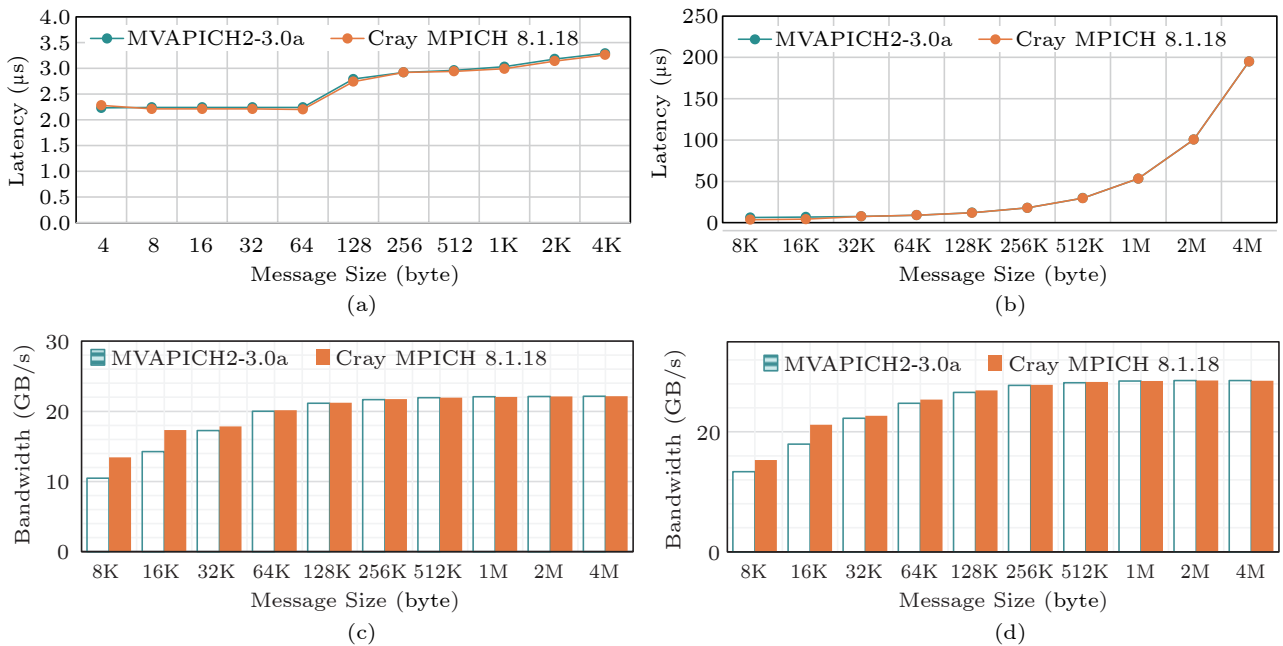 4.0
3.5
3.0
2.5
2.0
1.5
1.0
0.5
0.0
Latency (μs)
MVAPICH2-3.0a Cray MPICH 8.1.18
4 8 16 32 64 128 256 512 1K 2K 4K
Message Size (byte)
(a)
250
200
150
100
50
0
Latency (μs)
MVAPICH2-3.0a Cray MPICH 8.1.18
8K 16K 32K 64K 128K 256K 512K 1M 2M 4M
Message Size (byte)
(b)
30
20
10
0
Bandwidth (GB/s)
MVAPICH2-3.0a Cray MPICH 8.1.18
8K 16K 32K 64K 128K 256K 512K 1M 2M 4M
Message Size (byte)
(c)
20
0
Bandwidth (GB/s)
MVAPICH2-3.0a Cray MPICH 8.1.18
8K 16K 32K 64K 128K 256K 512K 1M 2M 4M
Message Size (byte)
(d)